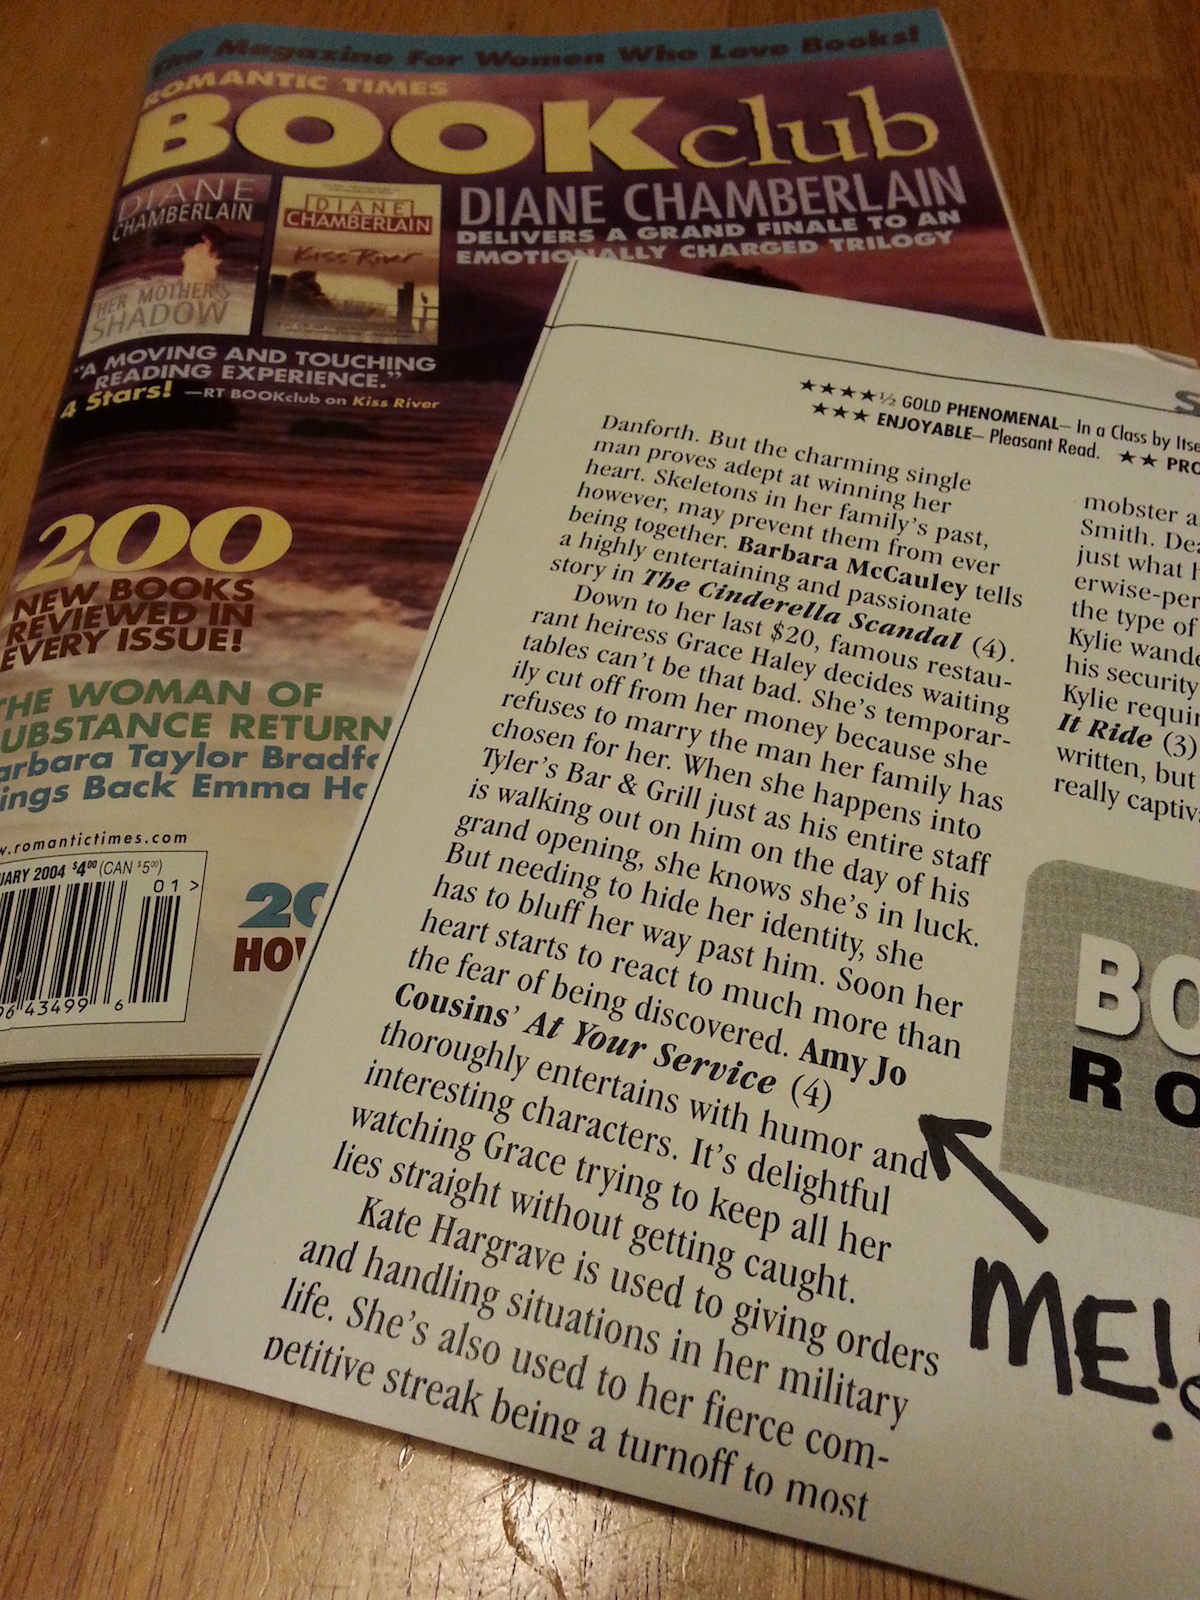 The Magazine For Women Who Love Books!
ROMANTIC TIMES
BOOKclub
DIANE
CHAMBERLAIN
HER MOTHER'S
SHADOW
DIANE
CHAMBERLAIN
Kiss River
DIANE CHAMBERLAIN
DELIVERS A GRAND FINALE TO AN
EMOTIONALLY CHARGED TRILOGY
"A MOVING AND TOUCHING
READING EXPERIENCE."
4 Stars! —RT BOOKclub on Kiss River
200
NEW BOOKS
REVIEWED IN
EVERY ISSUE!
THE WOMAN OF
UBSTANCE RETURN
arbara Taylor Bradfo
ings Back Emma Ha
w.romantictimes.com
UARY 2004 $4.00 (CAN $5.00)
01>
96 43499 6
20
HOW
★★★★½ GOLD PHENOMENAL– In a Class by Itse
★★★ ENJOYABLE– Pleasant Read. ★★ PRO
Danforth. But the charming single
man proves adept at winning her
heart. Skeletons in her family's past,
however, may prevent them from ever
being together. Barbara McCauley tells
a highly entertaining and passionate
story in The Cinderella Scandal (4).
Down to her last $20, famous restau-
rant heiress Grace Haley decides waiting
tables can't be that bad. She's temporar-
ily cut off from her money because she
refuses to marry the man her family has
chosen for her. When she happens into
Tyler's Bar & Grill just as his entire staff
is walking out on him on the day of his
grand opening, she knows she's in luck.
But needing to hide her identity, she
has to bluff her way past him. Soon her
heart starts to react to much more than
the fear of being discovered. Amy Jo
Cousins' At Your Service (4)
thoroughly entertains with humor and
interesting characters. It's delightful
watching Grace trying to keep all her
lies straight without getting caught.
Kate Hargrave is used to giving orders
and handling situations in her military
life. She's also used to her fierce com-
petitive streak being a turnoff to most
mobster a
Smith. Dea
just what h
erwise-per
the type of
Kylie wande
his security
Kylie requir
It Ride (3)
written, but
really captiv
BO
RO
ME!